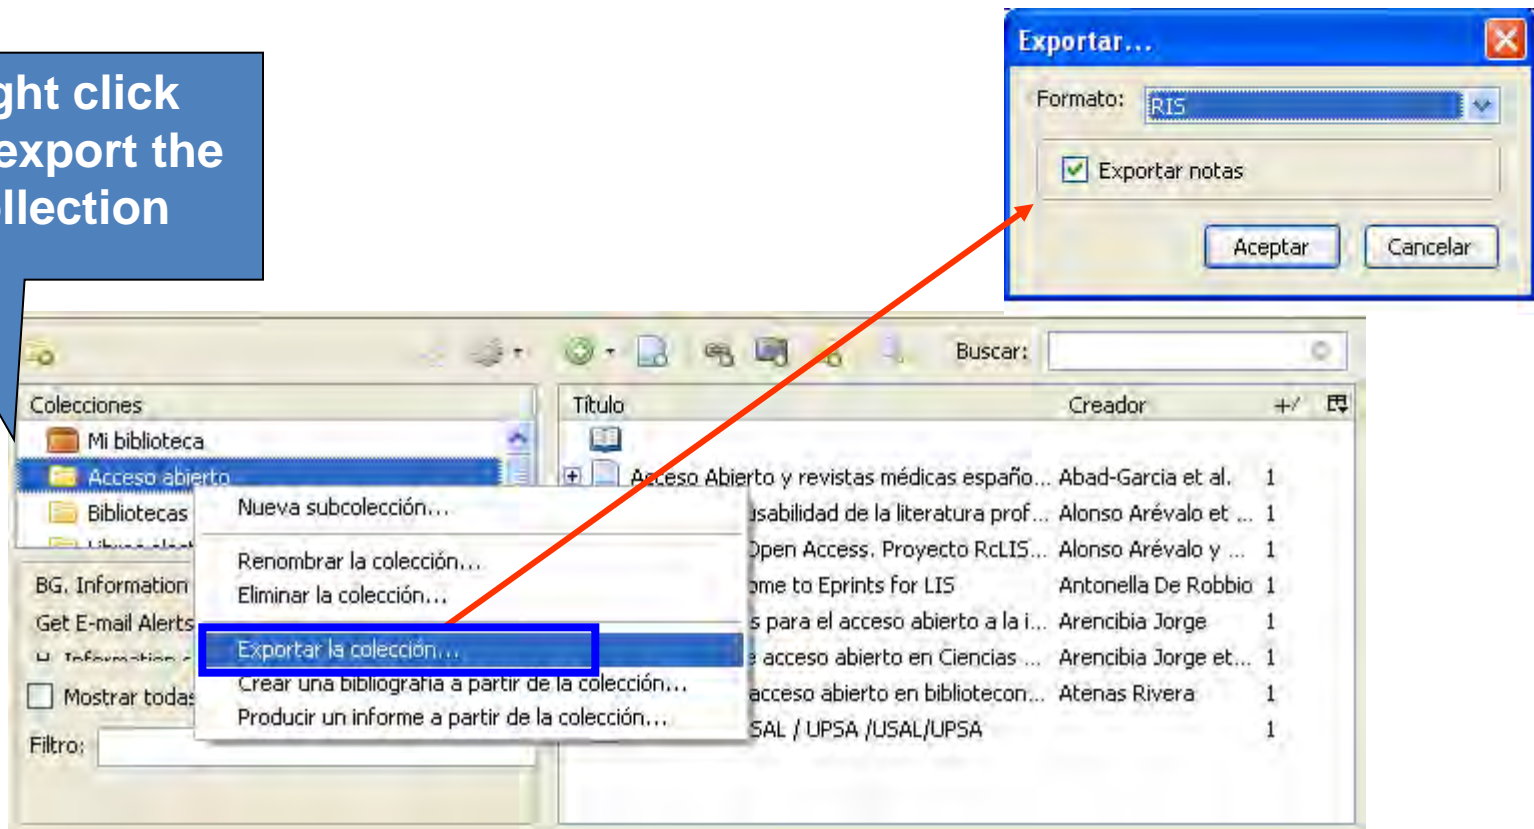 ght click
export the
llection
Exportar...
Formato: RIS
Exportar notas
Aceptar Cancelar
Buscar:
Colecciones
Título Creador
Mi biblioteca
Acceso abierto
Bibliotecas
Acceso Abierto y revistas médicas españo... Abad-Garcia et al. 1
usabilidad de la literatura prof... Alonso Arévalo et ... 1
Open Access. Proyecto RcLIS... Alonso Arévalo y ... 1
ome to Eprints for LIS Antonella De Robbio 1
s para el acceso abierto a la i... Arencibia Jorge 1
acceso abierto en Ciencias ... Arencibia Jorge et... 1
acceso abierto en bibliotecon... Atenas Rivera 1
SAL / UPSA /USAL/UPSA 1
Nueva subcolección...
Renombrar la colección...
Eliminar la colección...
Exportar la colección...
Crear una bibliografía a partir de la colección...
Producir un informe a partir de la colección...
BG. Information
Get E-mail Alerts
Mostrar todas
Filtro: